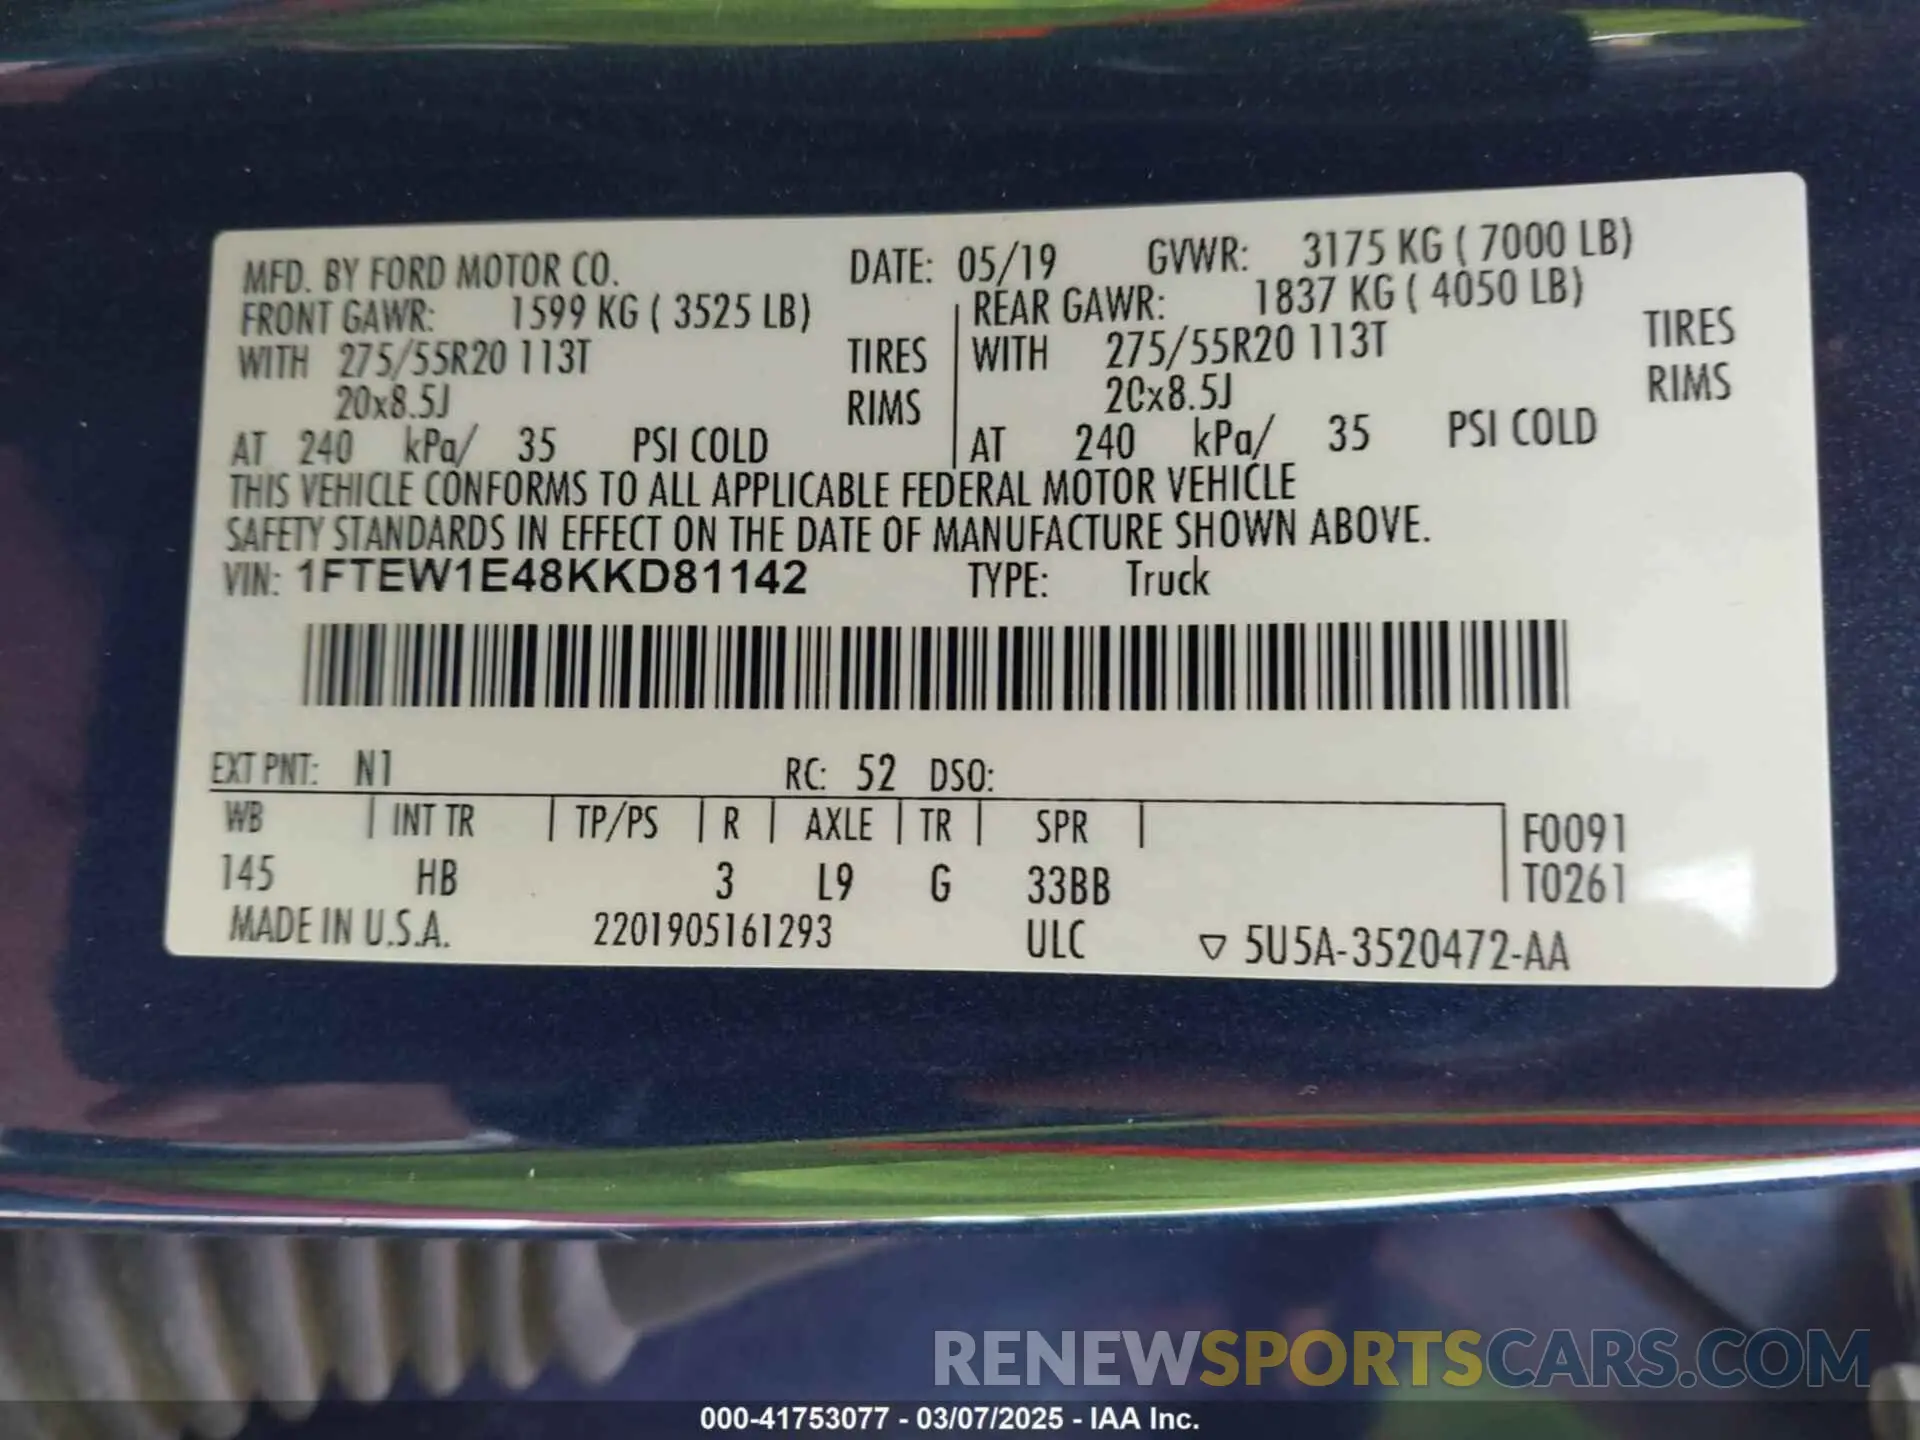 MFD. BY FORD MOTOR CO. DATE: 05/19 GVWR: 3175 KG ( 7000 LB)
FRONT GAWR: 1599 KG ( 3525 LB) REAR GAWR: 1837 KG ( 4050 LB)
WITH 275/55R20 113T TIRES WITH 275/55R20 113T TIRES
20x8.5J RIMS 20x8.5J RIMS
AT 240 kPa/ 35 PSI COLD AT 240 kPa/ 35 PSI COLD
THIS VEHICLE CONFORMS TO ALL APPLICABLE FEDERAL MOTOR VEHICLE
SAFETY STANDARDS IN EFFECT ON THE DATE OF MANUFACTURE SHOWN ABOVE.
VIN: 1FTEW1E48KKD81142 TYPE: Truck
EXT PNT: N1 RC: 52 DSO:
WB INT TR TP/PS R AXLE TR SPR F0091
145 HB 3 L9 G 33BB T0261
MADE IN U.S.A. 2201905161293 ULC ▽ 5U5A-3520472-AA
RENEWSPORTSCARS.COM
000-41753077 - 03/07/2025 - IAA Inc.